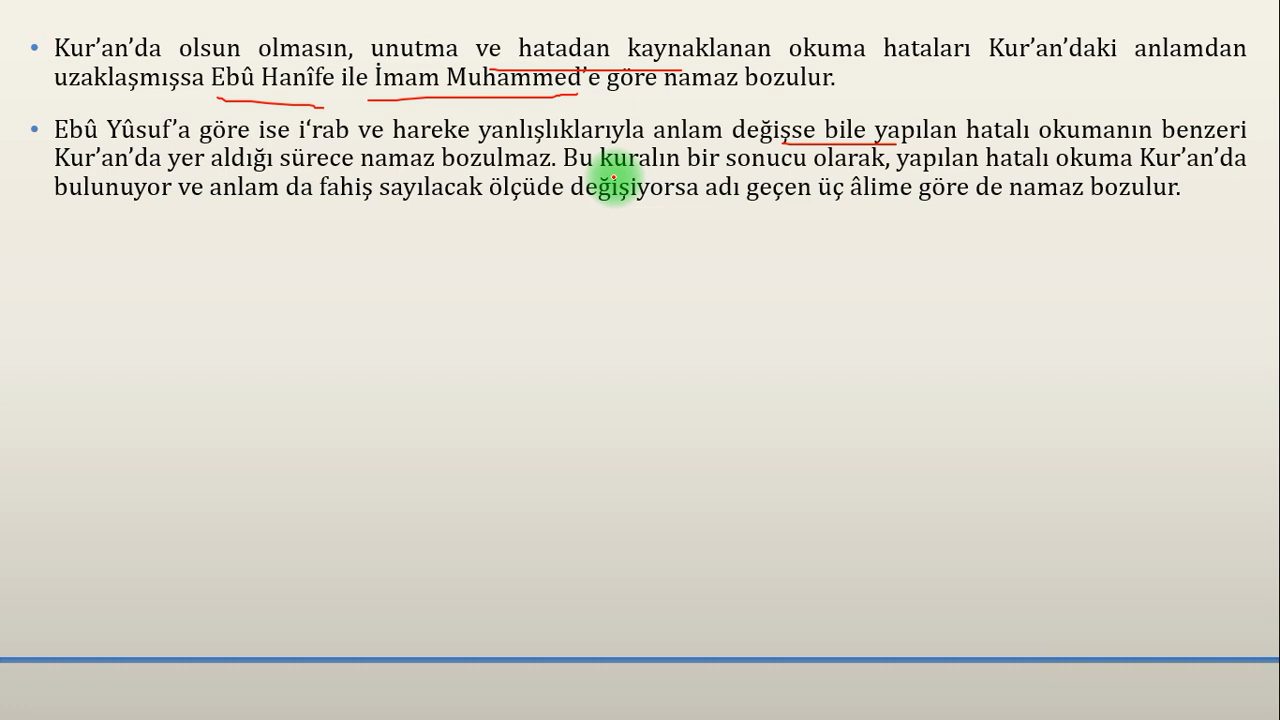 • Kur’an’da olsun olmasın, unutma ve hatadan kaynaklanan okuma hataları Kur’an’daki anlamdan
uzaklaşmışsa Ebû Hanîfe ile İmam Muhammed’e göre namaz bozulur.
• Ebû Yûsuf’a göre ise i‘rab ve hareke yanlışlıklarıyla anlam değişse bile yapılan hatalı okumanın benzeri
Kur’an’da yer aldığı sürece namaz bozulmaz. Bu kuralın bir sonucu olarak, yapılan hatalı okuma Kur’an’da
bulunuyor ve anlam da fahiş sayılacak ölçüde değişiyorsa adı geçen üç âlime göre de namaz bozulur.